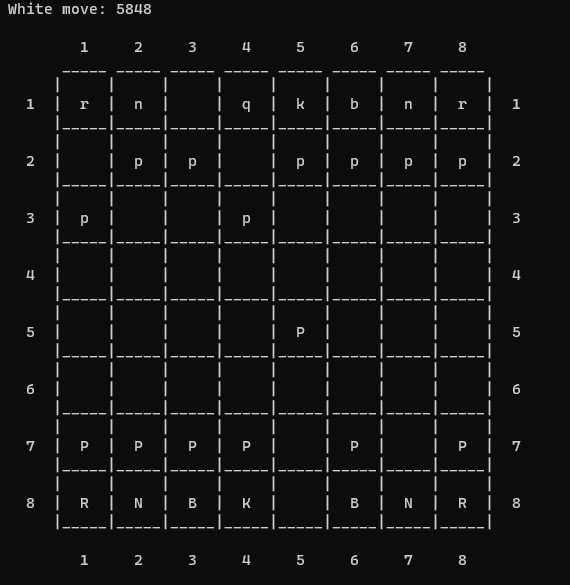 White move: 5848
1 2 3 4 5 6 7 8
1 r n q k b n r 1
2 p p p p p p 2
3 p p 3
4 4
5 P 5
6 6
7 P P P P P P 7
8 R N B K B N R 8
1 2 3 4 5 6 7 8